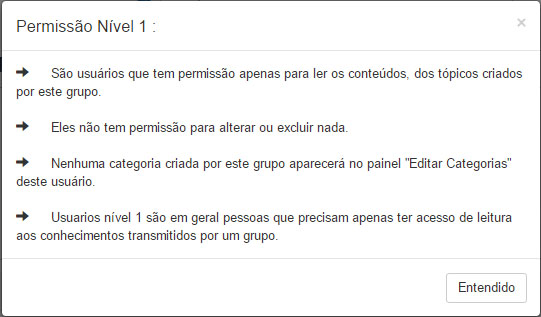 Permissão Nível 1 :
×
➔ São usuários que tem permissão apenas para ler os conteúdos, dos tópicos criados
por este grupo.
➔ Eles não tem permissão para alterar ou excluir nada.
➔ Nenhuma categoria criada por este grupo aparecerá no painel "Editar Categorias"
deste usuário.
➔ Usuarios nível 1 são em geral pessoas que precisam apenas ter acesso de leitura
aos conhecimentos transmitidos por um grupo.
Entendido